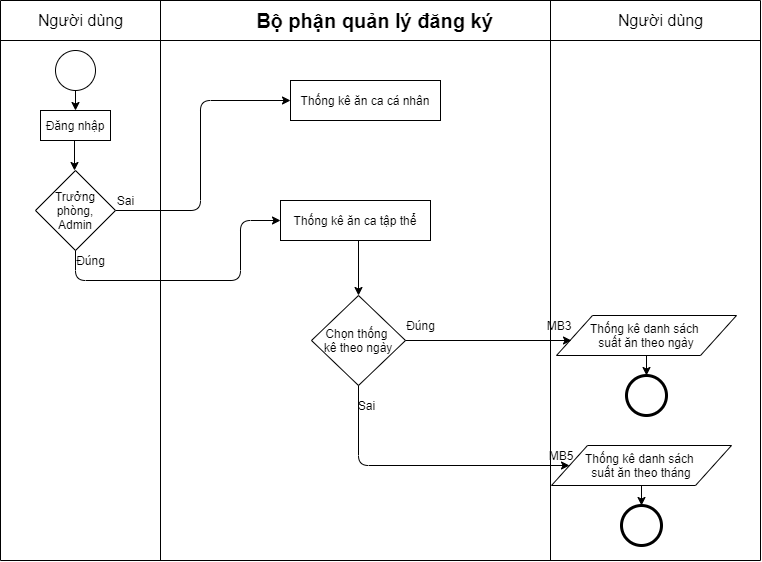 Người dùng
Bộ phận quản lý đăng ký
Người dùng
Đăng nhập
Thống kê ăn ca cá nhân
Trưởng
phòng,
Admin
Sai
Đúng
Thống kê ăn ca tập thể
Chọn thống
kê theo ngày
Đúng
MB3
Thống kê danh sách
suất ăn theo ngày
Sai
MB5
Thống kê danh sách
suất ăn theo tháng